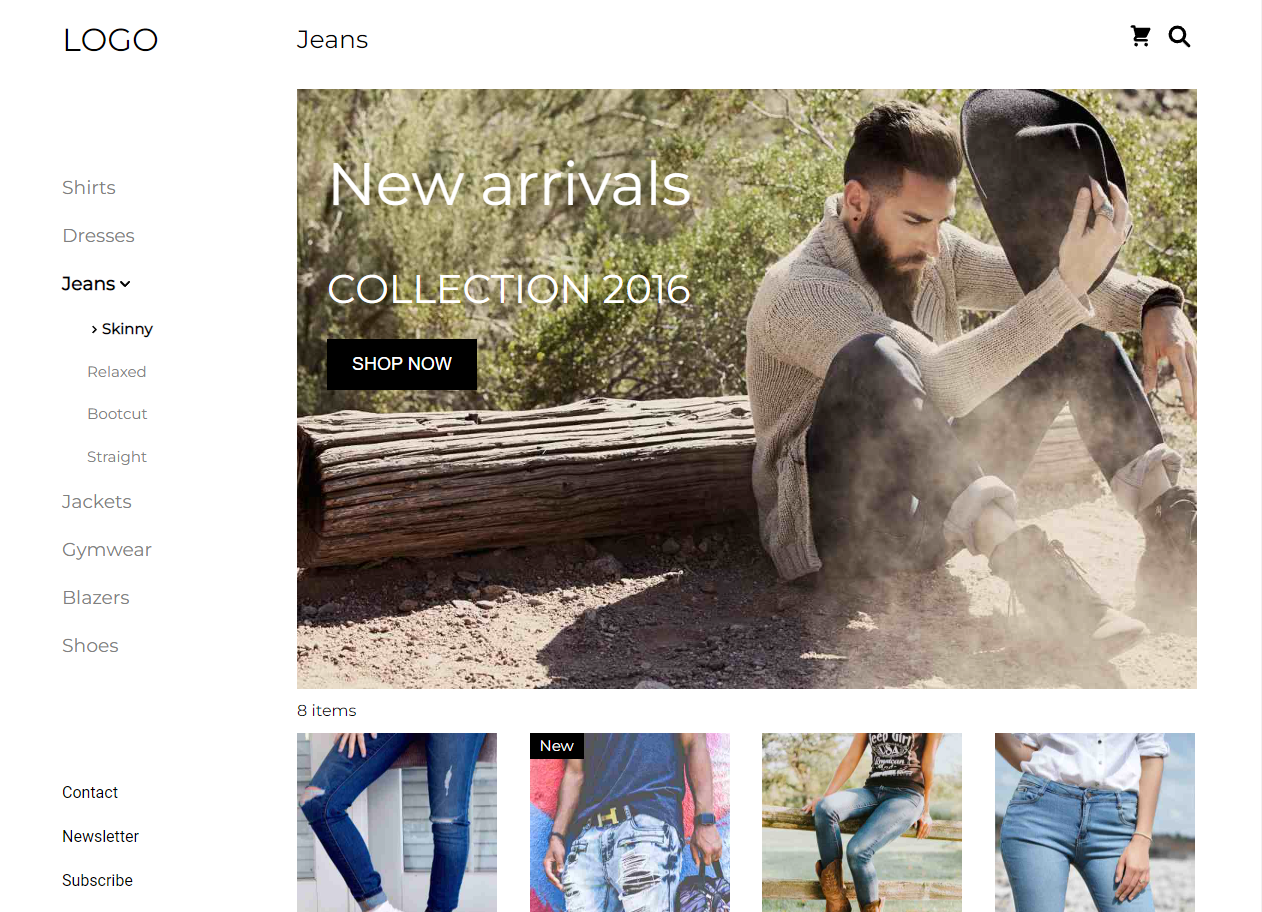 LOGO
Jeans
Shirts
Dresses
Jeans
Skinny
Relaxed
Bootcut
Straight
Jackets
Gymwear
Blazers
Shoes
Contact
Newsletter
Subscribe
New arrivals
COLLECTION 2016
SHOP NOW
8 items
New